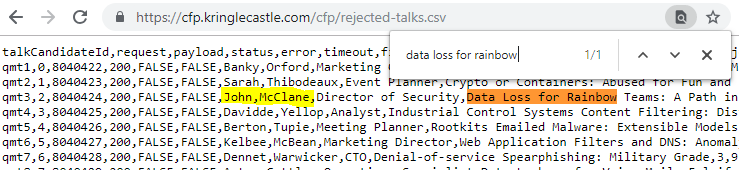 https://cfp.kringlecastle.com/cfp/rejected-talks.csv
data loss for rainbow 1/1
talkCandidateId,request,payload,status,error,timeout,f
qmt1,0,8040422,200,FALSE,FALSE,Banky,Orford,Marketing
qmt2,1,8040423,200,FALSE,FALSE,Sarah,Thibodeaux,Event Planner,Crypto or Containers: Abused for Fun and
qmt3,2,8040424,200,FALSE,FALSE,John,McClane,Director of Security,Data Loss for Rainbow Teams: A Path in
qmt4,3,8040425,200,FALSE,FALSE,Davidde,Yellop,Analyst,Industrial Control Systems Content Filtering: Dis
qmt5,4,8040426,200,FALSE,FALSE,Berton,Tupie,Meeting Planner,Rootkits Emailed Malware: Extensible Models
qmt6,5,8040427,200,FALSE,FALSE,Kelbee,McBean,Marketing Director,Web Application Filters and DNS: Anomal
qmt7,6,8040428,200,FALSE,FALSE,Dennet,Warwicker,CTO,Denial-of-service Spearphishing: Military Grade,3,9